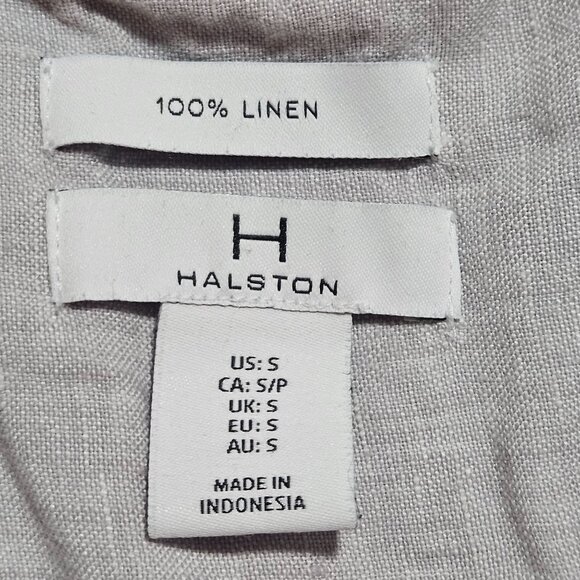 100% LINEN
H
HALSTON
US: S
CA: S/P
UK: S
EU: S
AU: S
MADE IN
INDONESIA